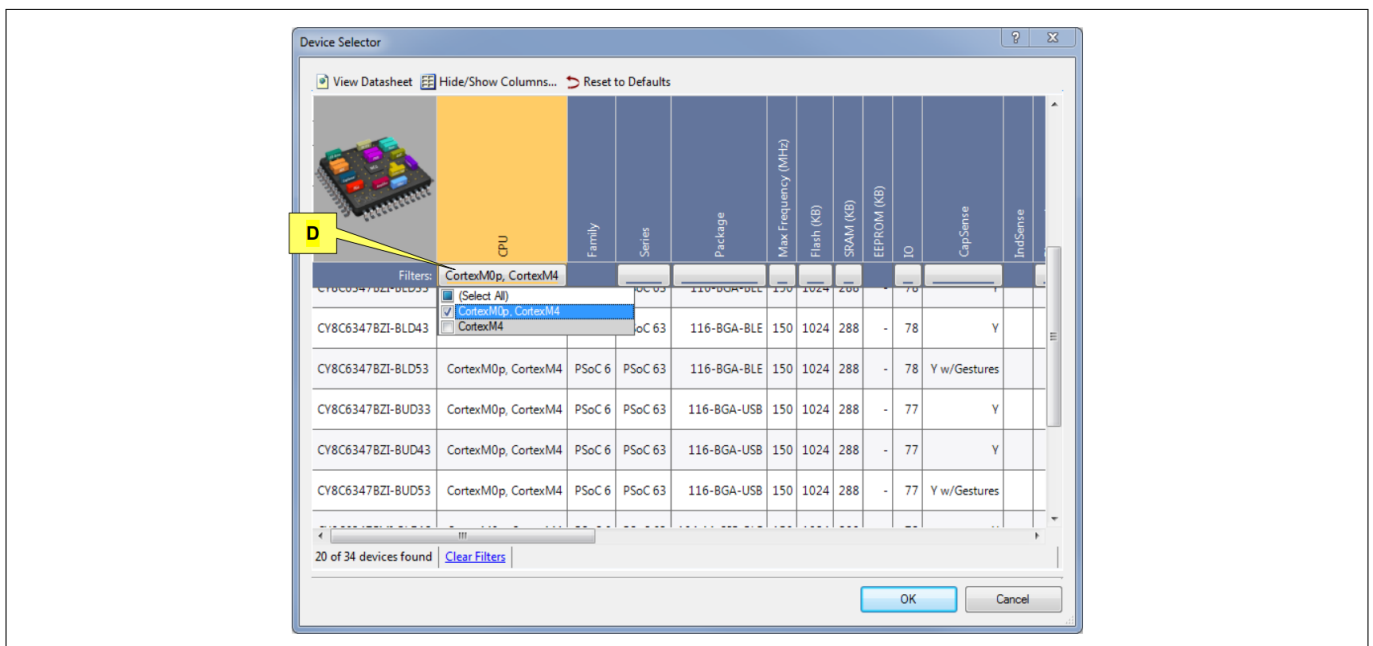 Device Selector
View Datasheet Hide/Show Columns... Reset to Defaults
CPU Family Series Package Max Frequency (MHz) Flash (KB) SRAM (KB) EEPROM (KB) IO CapSense IndSense
D
Filters: CortexM0p, CortexM4
(Select All)
CortexM0p, CortexM4
CortexM4
CY8C6347BZI-BLD43 oC 63 116-BGA-BLE 150 1024 288 - 78 Y
CY8C6347BZI-BLD53 CortexM0p, CortexM4 PSoC 6 PSoC 63 116-BGA-BLE 150 1024 288 - 78 Y w/Gestures
CY8C6347BZI-BUD33 CortexM0p, CortexM4 PSoC 6 PSoC 63 116-BGA-USB 150 1024 288 - 77 Y
CY8C6347BZI-BUD43 CortexM0p, CortexM4 PSoC 6 PSoC 63 116-BGA-USB 150 1024 288 - 77 Y
CY8C6347BZI-BUD53 CortexM0p, CortexM4 PSoC 6 PSoC 63 116-BGA-USB 150 1024 288 - 77 Y w/Gestures
20 of 34 devices found Clear Filters
OK Cancel